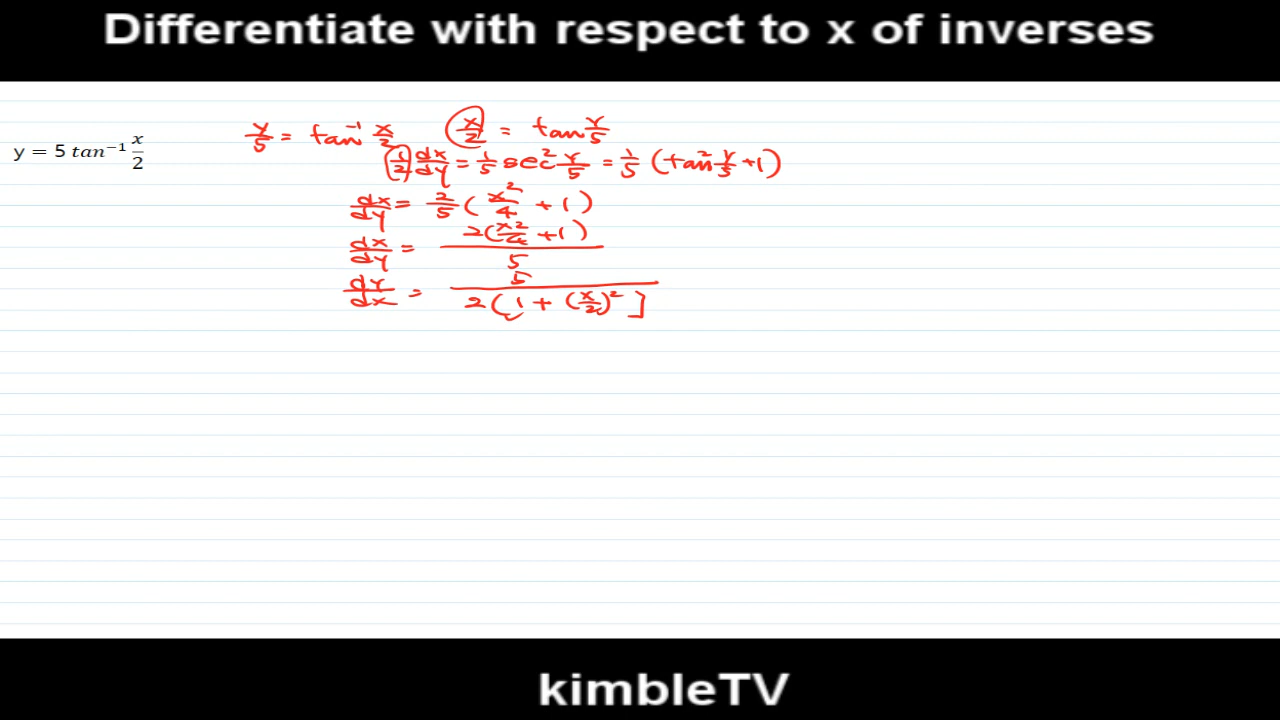 Differentiate with respect to x of inverses
y = 5 tan⁻¹ x/2
y/5 = tan⁻¹ x/2   x/2 = tan y/5
1/2 dx/dy = 1/5 sec² y/5 = 1/5 (tan² y/5 + 1)
dx/dy = 2/5 (x²/4 + 1)
dx/dy = 2(x²/4 + 1)/5
dy/dx = 5/2(1 + (x/2)²]
kimbleTV